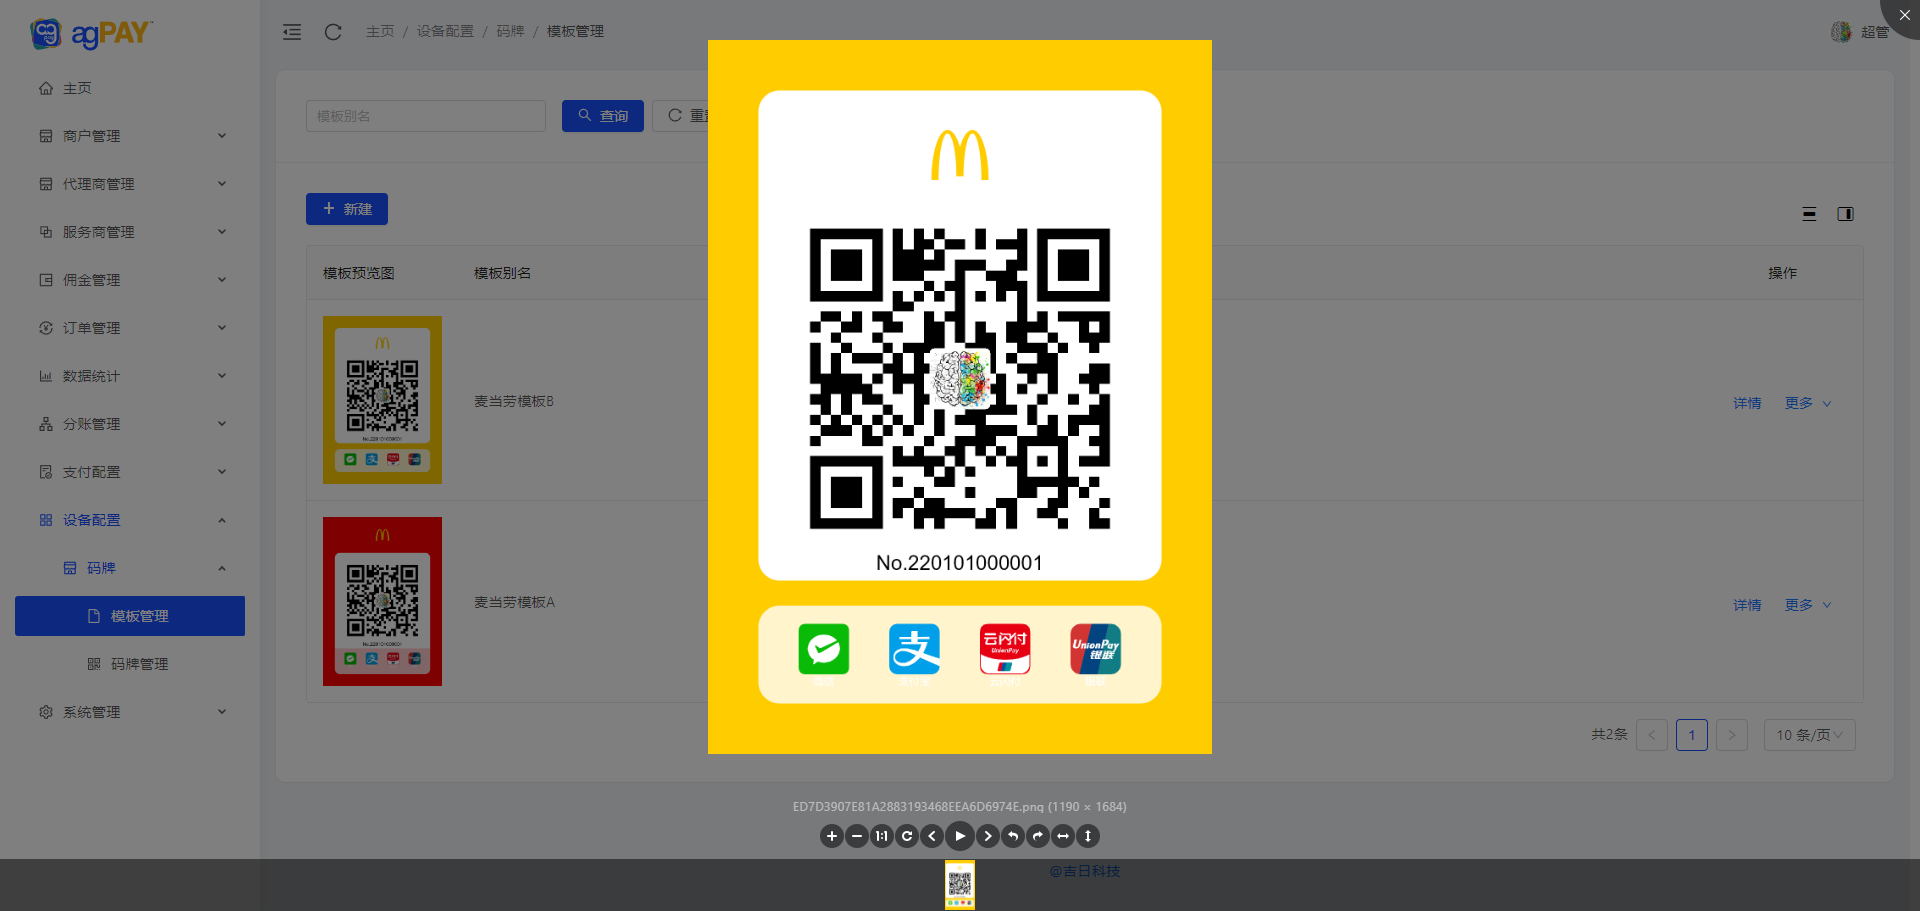 agPAY
主页 / 设备配置 / 码牌 / 模板管理
超管
主页
商户管理
代理商管理
服务商管理
佣金管理
订单管理
数据统计
分账管理
支付配置
设备配置
码牌
模板管理
码牌管理
系统管理
模板别名
查询
新建
模板预览图
模板别名
操作
No.220101000001
麦当劳模板B
详情
更多
No.220101000001
麦当劳模板A
详情
更多
共2条
1
10 条/页
No.220101000001
云闪付
UnionPay
UnionPay
银联
ED7D3907E81A2883193468EEA6D6974E.png (1190 × 1684)
1:1
@吉日科技